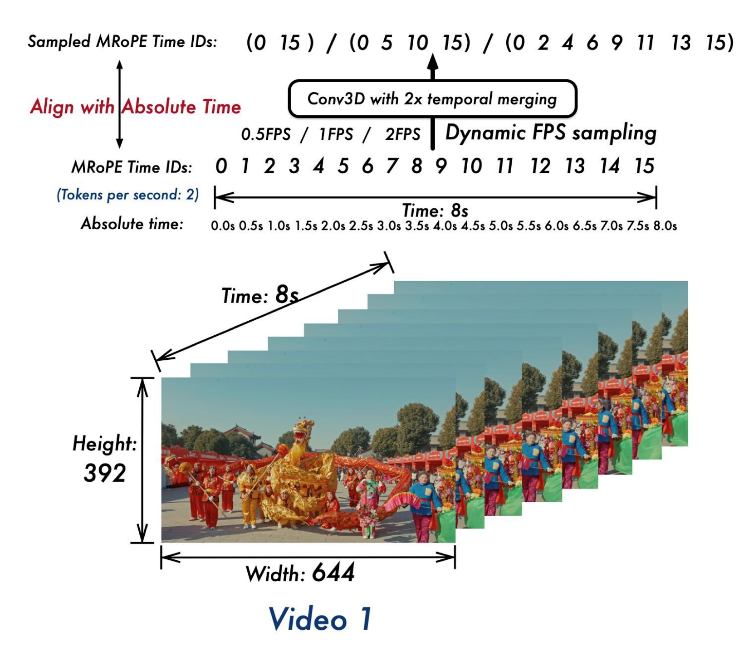 Sampled MRoPE Time IDs: (0 15 ) / (0 5 10 15) / (0 2 4 6 9 11 13 15)
Conv3D with 2x temporal merging
Align with Absolute Time
0.5FPS / 1FPS / 2FPS Dynamic FPS sampling
MRoPE Time IDs: 0 1 2 3 4 5 6 7 8 9 10 11 12 13 14 15
(Tokens per second: 2)
Time: 8s
Absolute time: 0.0s 0.5s 1.0s 1.5s 2.0s 2.5s 3.0s 3.5s 4.0s 4.5s 5.0s 5.5s 6.0s 6.5s 7.0s 7.5s 8.0s
Time: 8s
Height:
392
Width: 644
Video 1